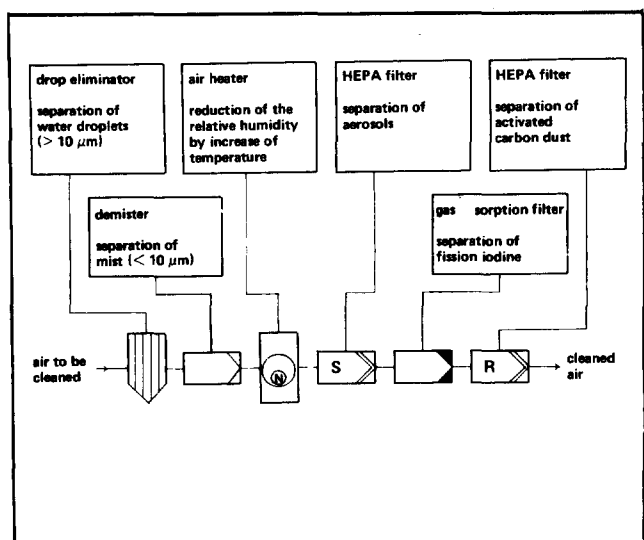 drop eliminator
separation of
water droplets
(> 10 μm)
air heater
reduction of the
relative humidity
by increase of
temperature
HEPA filter
separation of
aerosols
HEPA filter
separation of
activated
carbon dust
demister
separation of
mist (< 10 μm)
gas sorption filter
separation of
fission iodine
air to be
cleaned
N
S
R
cleaned
air